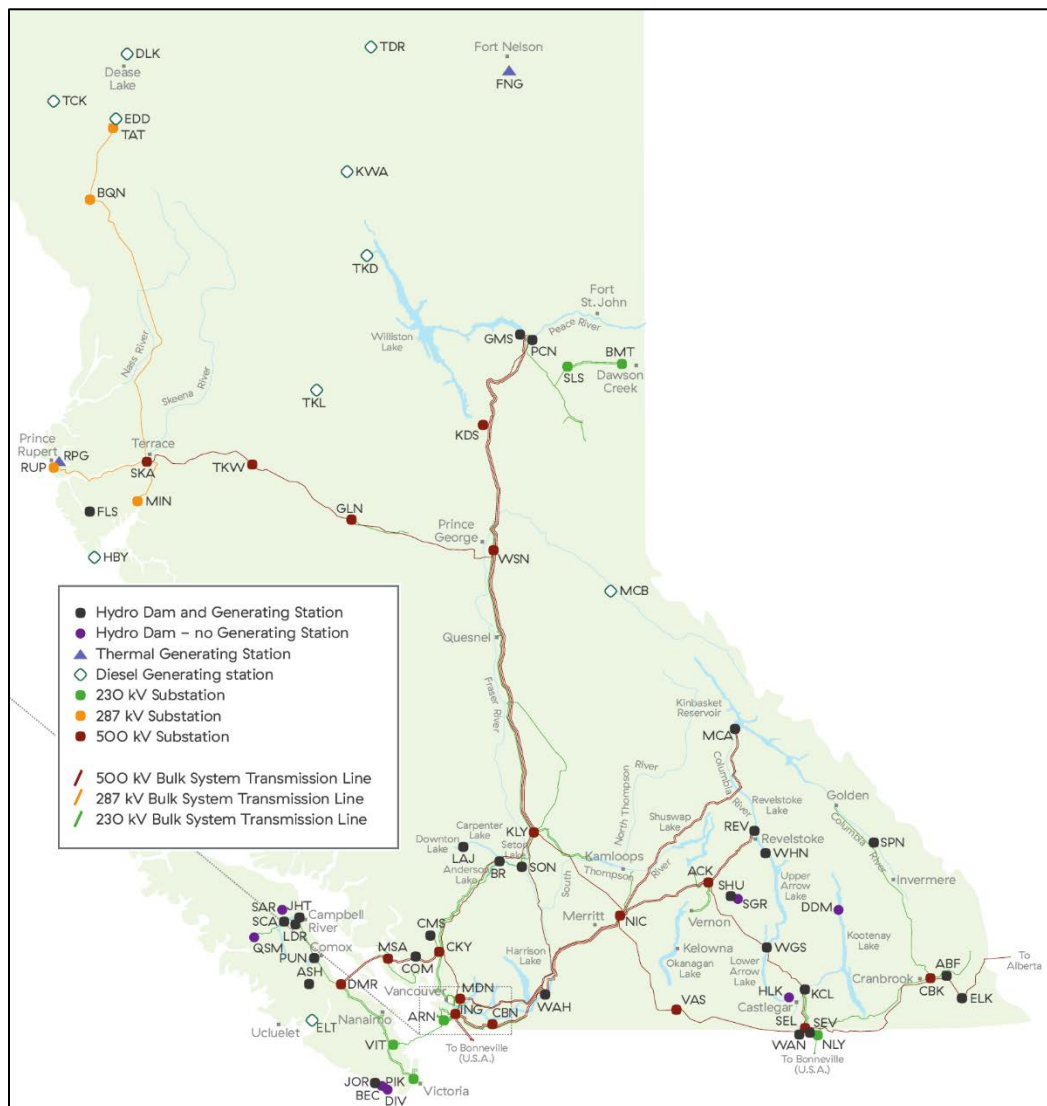 DLK
Dease
Lake
TDR
Fort Nelson
FNG
TCK
EDD
TAT
KWA
BQN
TKD
Nass River
Skeena River
Williston
Lake
GMS
PCN
Peace River
Fort
St. John
BMT
SLS
Dawson
Creek
TKL
KDS
Prince
Rupert
RPG
RUP
Terrace
SKA
TKW
MIN
FLS
GLN
HBY
Prince
George
WSN
MCB
Quesnel
Fraser River
Hydro Dam and Generating Station
Hydro Dam – no Generating Station
Thermal Generating Station
Diesel Generating station
230 kV Substation
287 kV Substation
500 kV Substation
500 kV Bulk System Transmission Line
287 kV Bulk System Transmission Line
230 kV Bulk System Transmission Line
Kinbasket
Reservoir
MCA
Columbia
River
Revelstoke
Lake
Golden
Columbia
River
SPN
Invermere
North Thompson
River
Shuswap
Lake
REV
Revelstoke
WHN
Upper
Arrow
Lake
KLY
Carpenter
Lake
Downton
Lake
LAJ
Anderson
Lake
BR
Seton
Lake
SON
Kamloops
Thompson
River
South
ACK
SHU
SGR
DDM
Vernon
Merritt
NIC
Kelowna
Okanagan
Lake
WGS
Kootenay
Lake
Lower
Arrow
Lake
HLK
KCL
Castlegar
Cranbrook
CBK
ABF
ELK
To
Alberta
SAR
JHT
SCA
LDR
Campbell
River
QSM
PUN
Comox
ASH
DMR
MSA
CMS
COM
CKY
Harrison
Lake
Vancouver
MDN
ING
CBN
WAH
ARN
VAS
SEL
SEV
WAN
NLY
To Bonneville
(U.S.A.)
To Bonneville
(U.S.A.)
Nanaimo
Ucluelet
ELT
VIT
JOR
PIK
BEC
DIV
Victoria